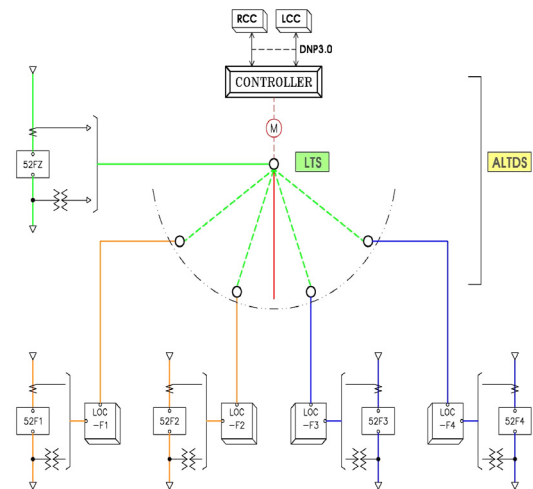 RCC
LCC
DNP3.0
CONTROLLER
M
52FZ
LTS
ALTDS
52F1
LOC
-F1
52F2
LOC
-F2
LOC
-F3
52F3
LOC
-F4
52F4